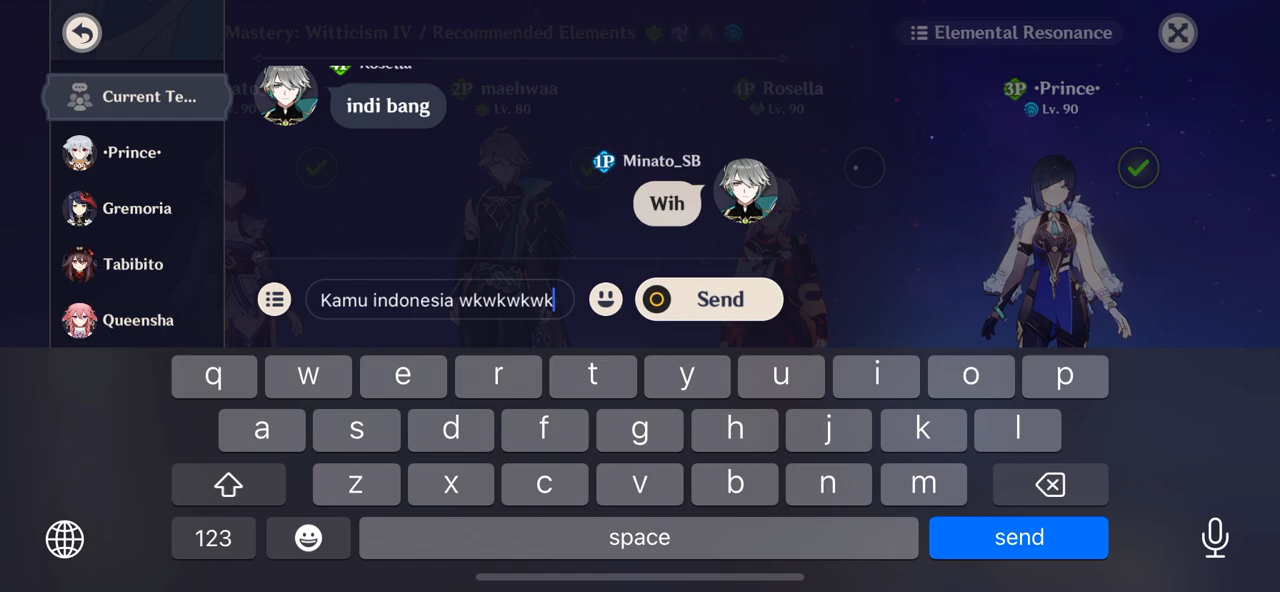 Mastery: Witticism IV / Recommended Elements
Elemental Resonance
Current Te...
•Prince•
Gremoria
Tabibito
Queensha
Rosella
indi bang
2P maehwaa
Lv. 80
4P Rosella
Lv. 90
3P •Prince•
Lv. 90
1P Minato_SB
Wih
Kamu indonesia wkwkwkwk
Send
q w e r t y u i o p
a s d f g h j k l
z x c v b n m
123
space
send